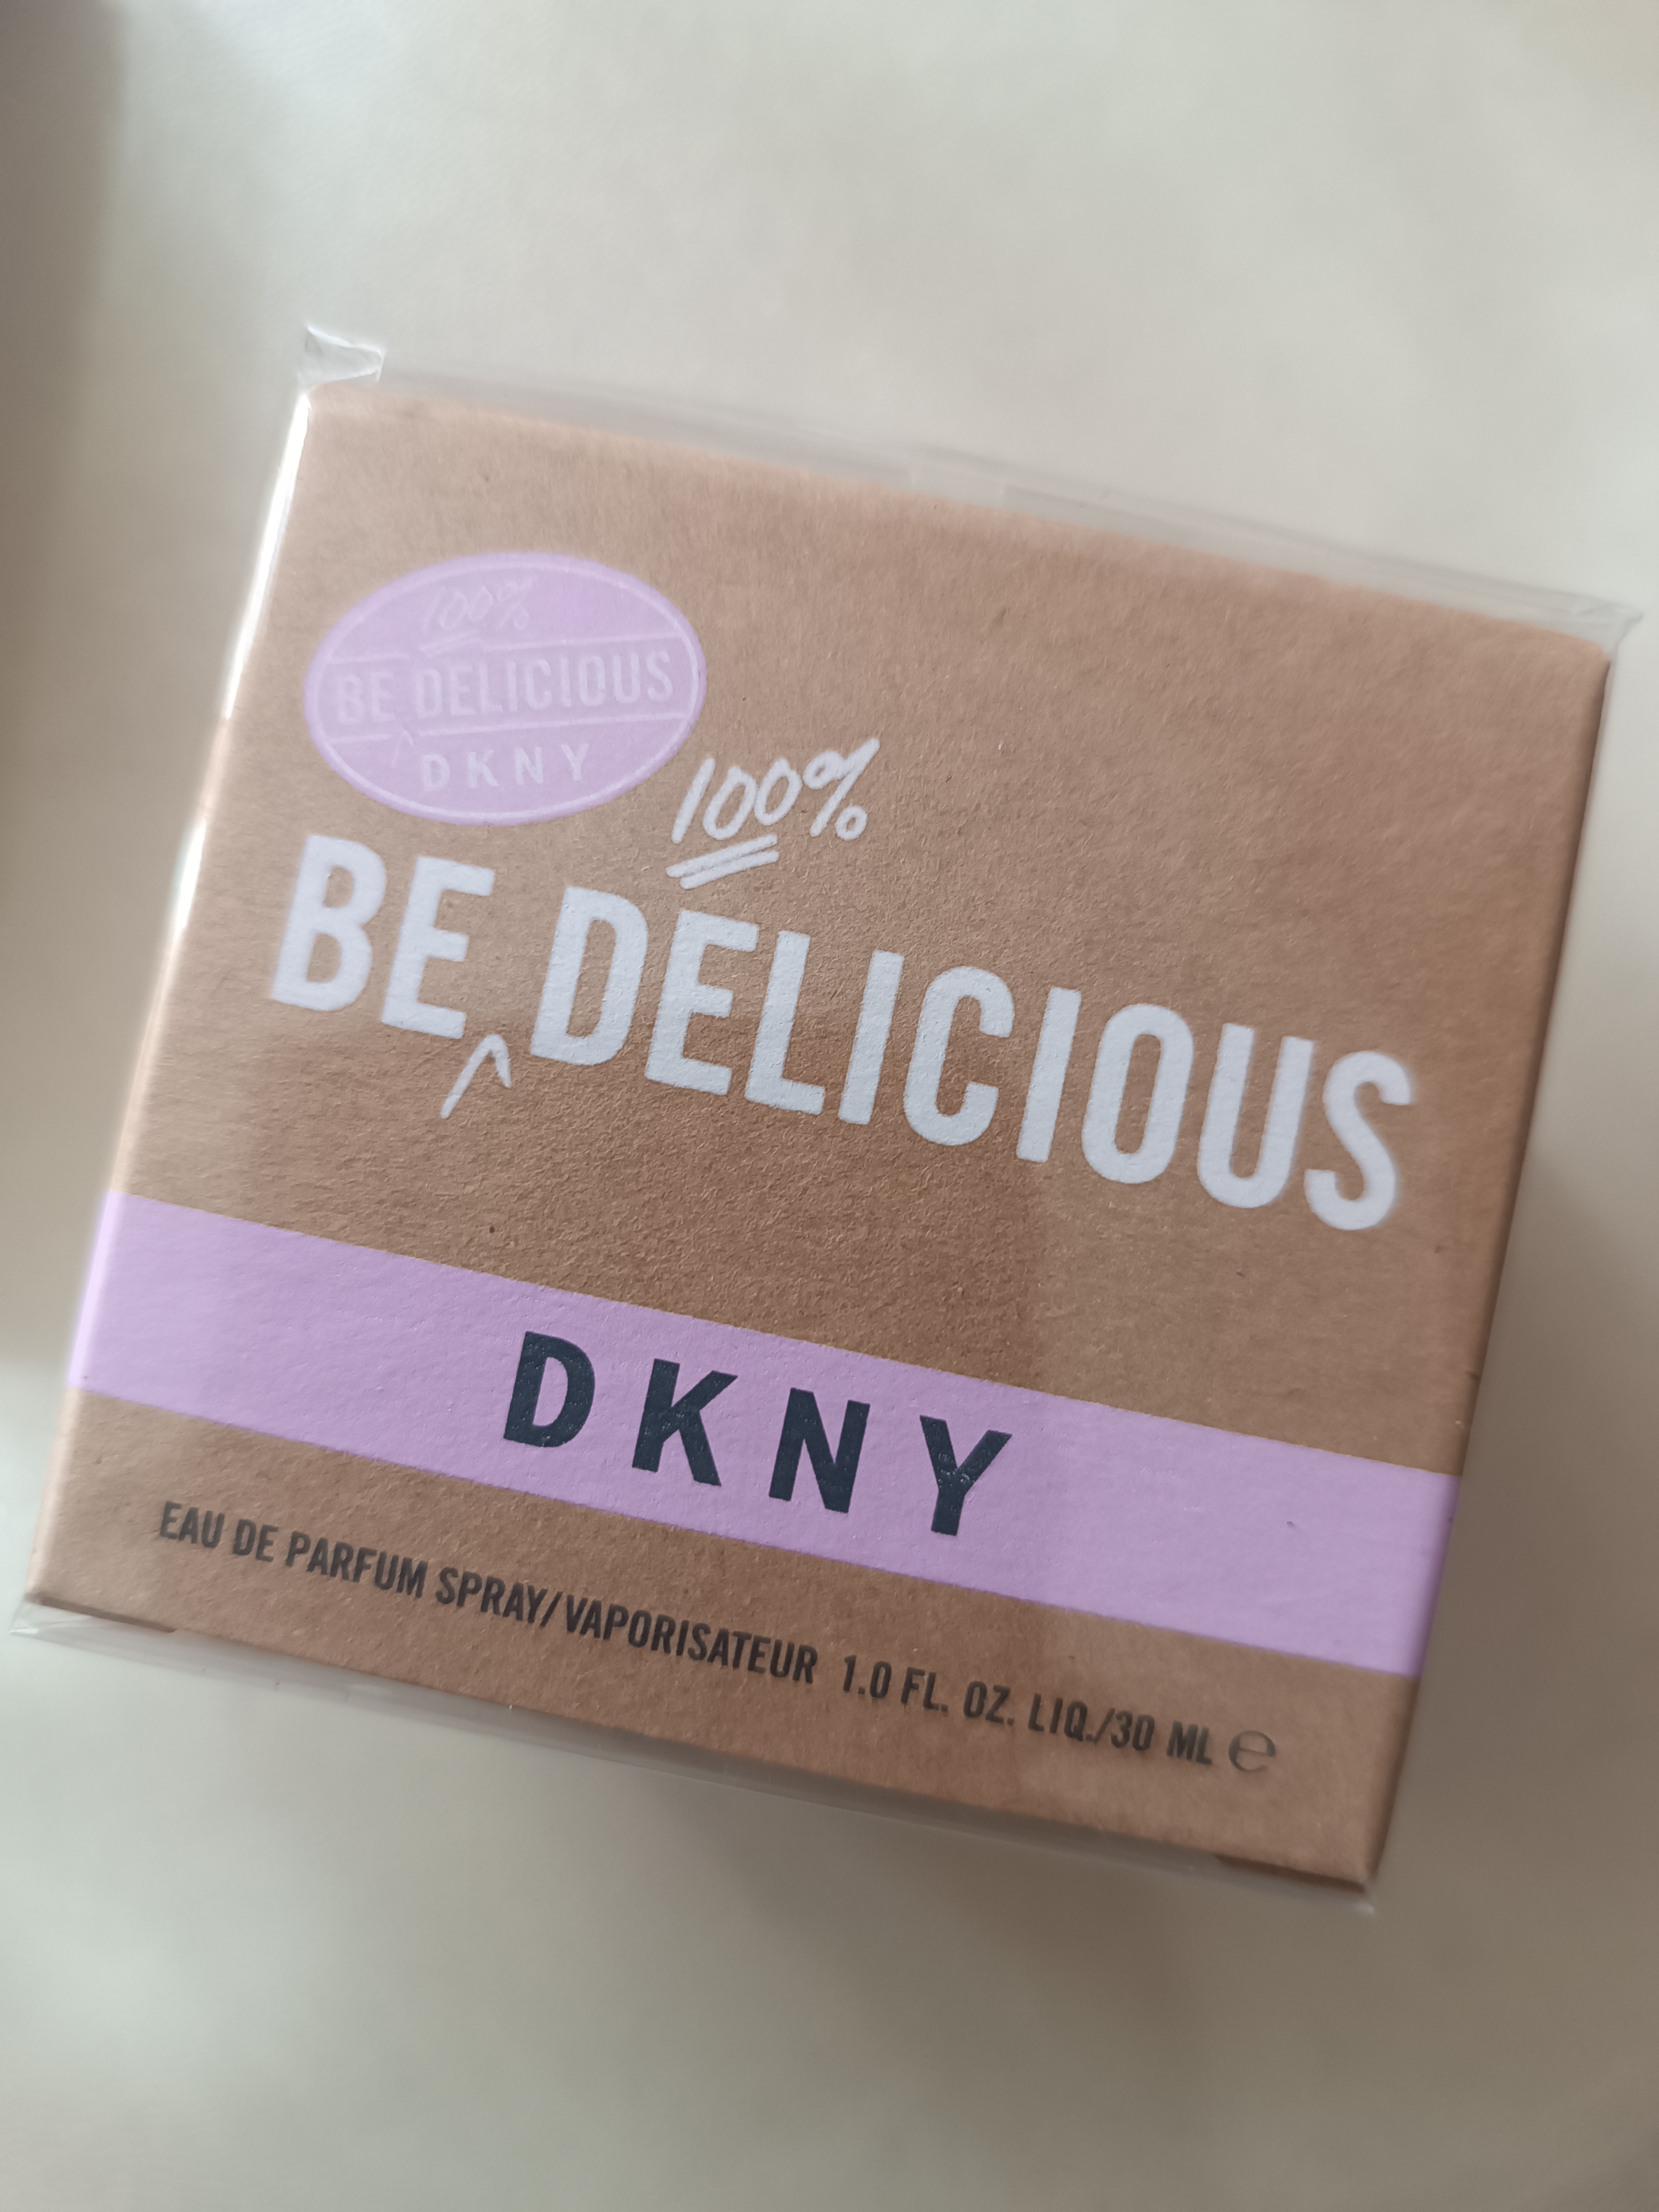 100%
BE DELICIOUS
DKNY
100%
BE DELICIOUS
DKNY
EAU DE PARFUM SPRAY/VAPORISATEUR 1.0 FL. OZ. LIQ./30 ML ℮